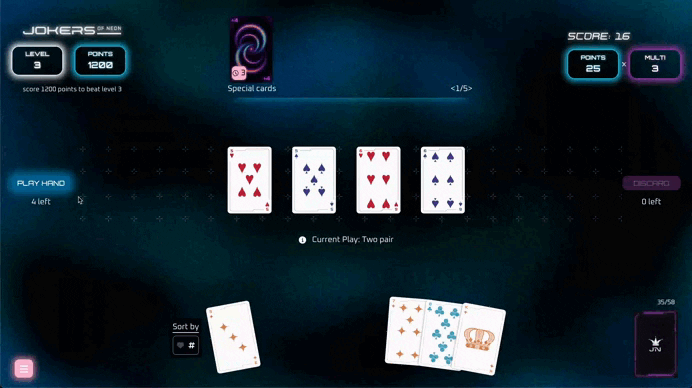 JOKERS OF NEON
LEVEL
3
POINTS
1200
score 1200 points to beat level 3
3
Special cards
<1/5>
SCORE: 16
POINTS
25
x
MULTI
3
PLAY HAND
4 left
DISCARD
0 left
Current Play: Two pair
Sort by
#
35/58
JN